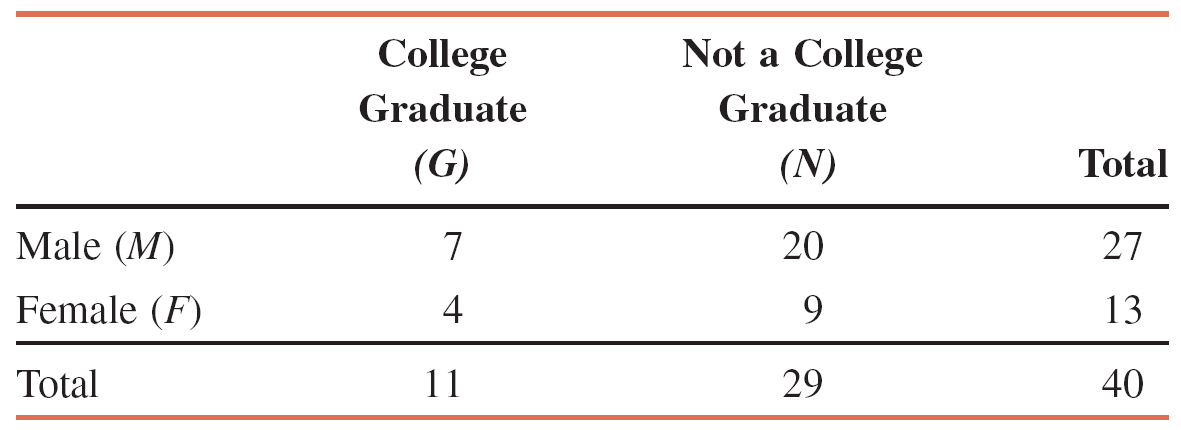 College Not a College
Graduate Graduate
(G) (N) Total
Male (M) 7 20 27
Female (F) 4 9 13
Total 11 29 40